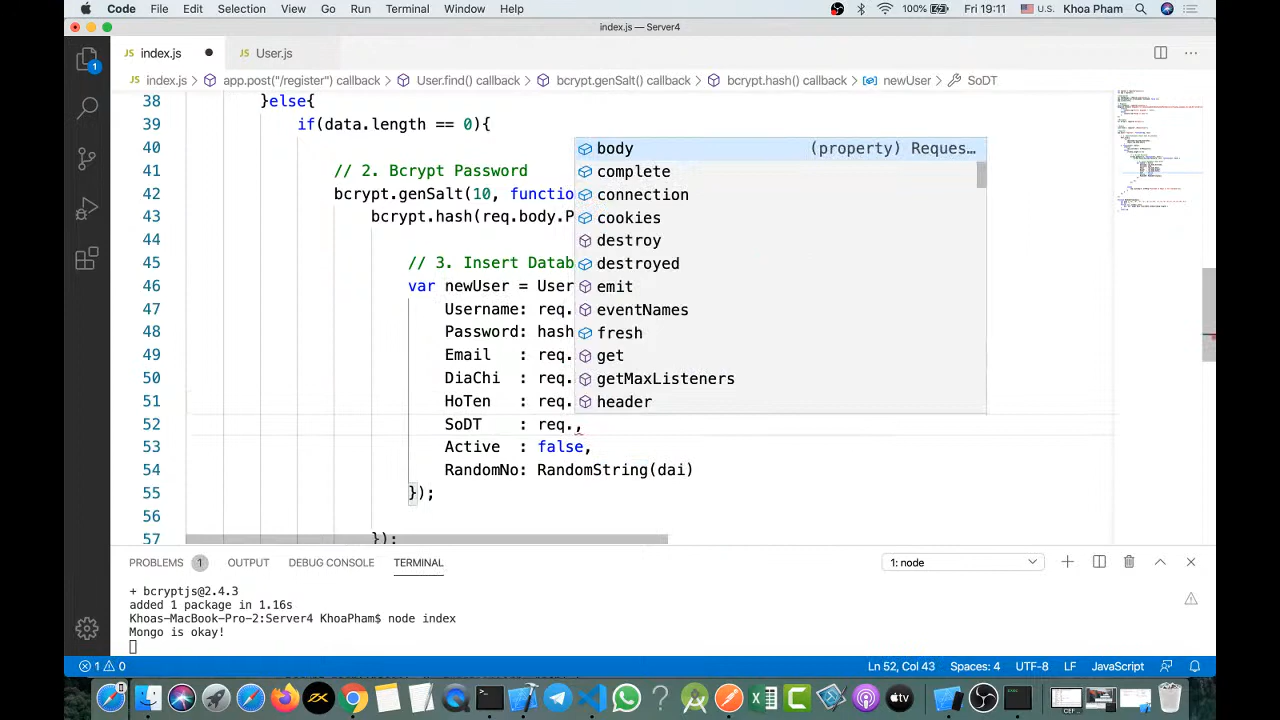 Code File Edit Selection View Go Run Terminal Window Help 100% Fri 19:11 U.S. Khoa Pham
index.js — Server4
JS index.js JS User.js
JS index.js > app.post("/register") callback > User.find() callback > bcrypt.genSalt() callback > bcrypt.hash() callback > newUser > SoDT
38 }else{
39 if(data.length == 0){
40
41 // 2. Bcrypt Password
42 bcrypt.genSalt(10, functio
43 bcrypt.hash(req.body.P
44
45 // 3. Insert Datab
46 var newUser = User
47 Username: req.
48 Password: hash
49 Email : req.
50 DiaChi : req.
51 HoTen : req.
52 SoDT : req.,
53 Active : false,
54 RandomNo: RandomString(dai)
55 });
56
57 });
body (property) Reques…
complete
connection
cookies
destroy
destroyed
emit
eventNames
fresh
get
getMaxListeners
header
1
PROBLEMS 1 OUTPUT DEBUG CONSOLE TERMINAL 1: node
+ bcryptjs@2.4.3
added 1 package in 1.16s
Khoas-MacBook-Pro-2:Server4 KhoaPham$ node index
Mongo is okay!
1 0 Ln 52, Col 43 Spaces: 4 UTF-8 LF JavaScript
tv